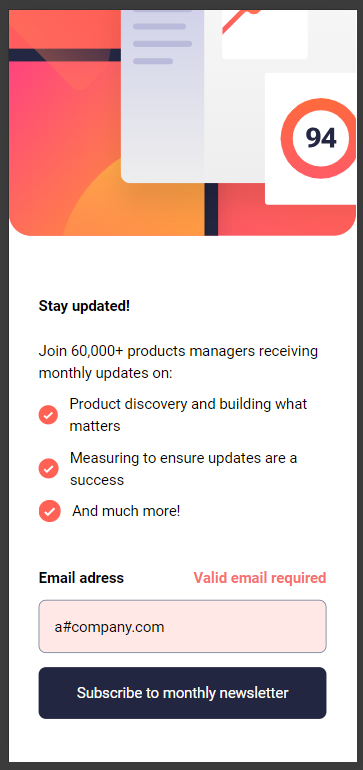 94
Stay updated!
Join 60,000+ products managers receiving
monthly updates on:
Product discovery and building what
matters
Measuring to ensure updates are a
success
And much more!
Email adress
Valid email required
a#company.com
Subscribe to monthly newsletter